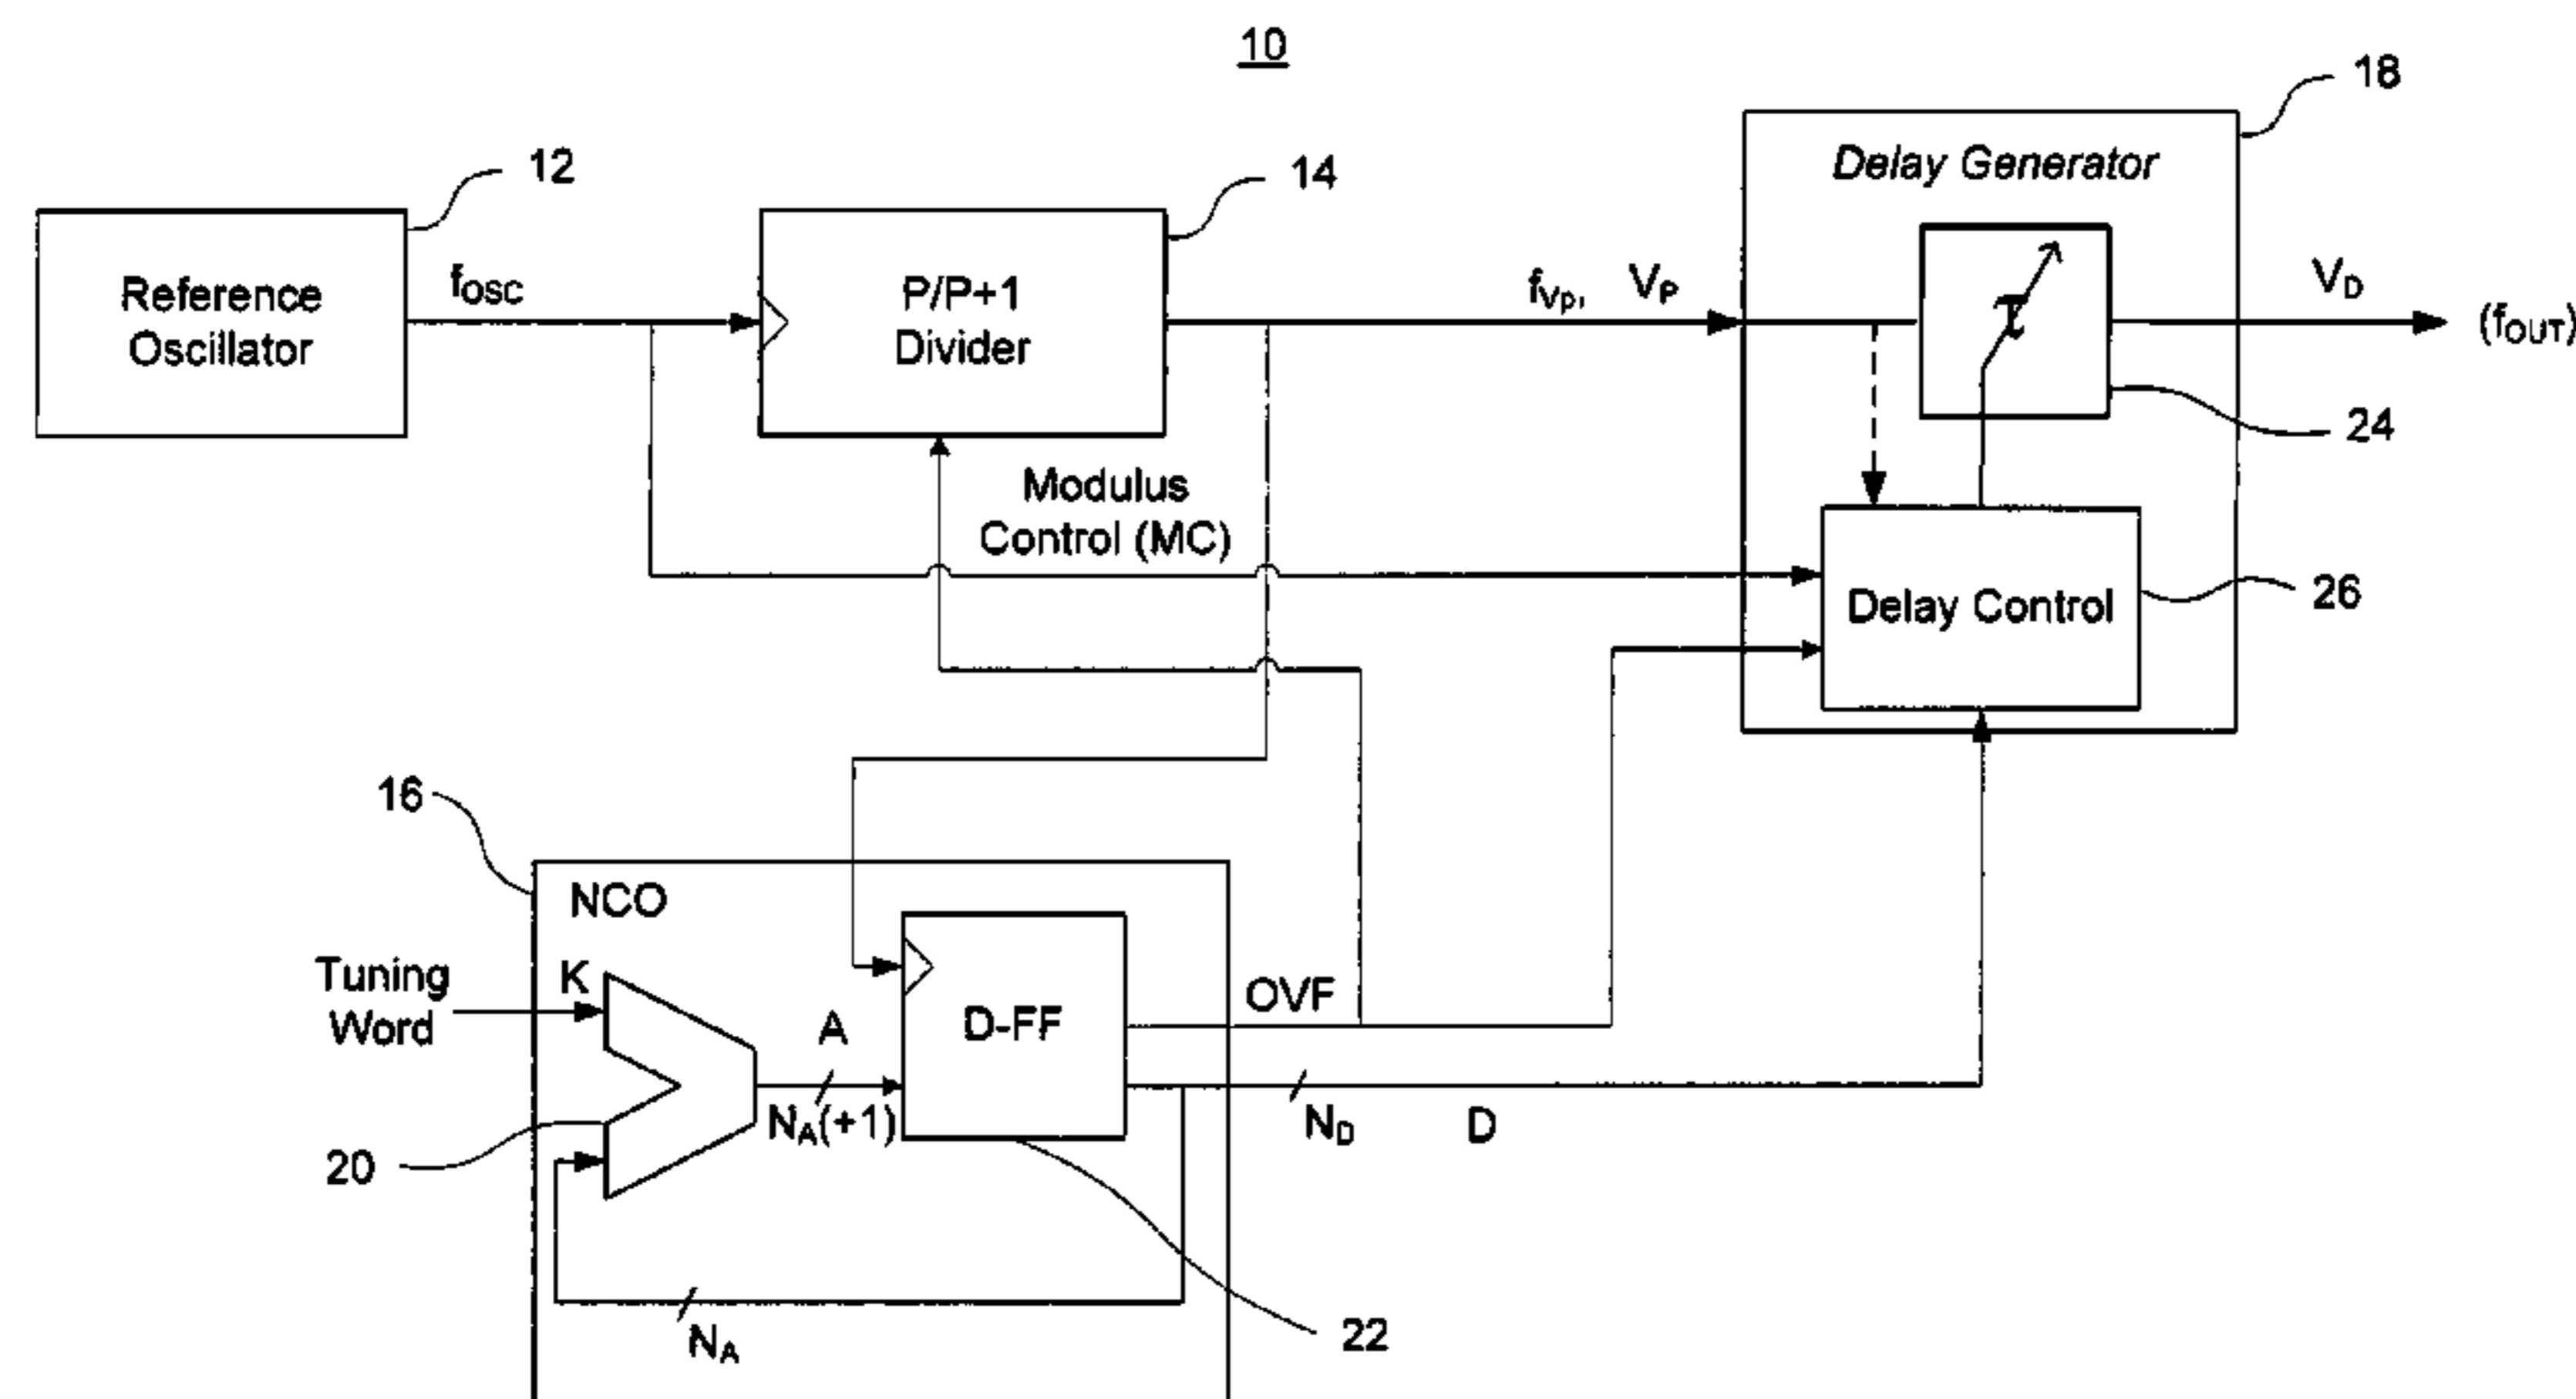 10
18
Delay Generator
12
14
Reference
Oscillator
fOSC
P/P+1
Divider
fVp, VP
τ
VD
(fOUT)
24
Modulus
Control (MC)
Delay Control
26
16
NCO
Tuning
Word
K
A
NA(+1)
D-FF
OVF
ND
D
20
NA
22